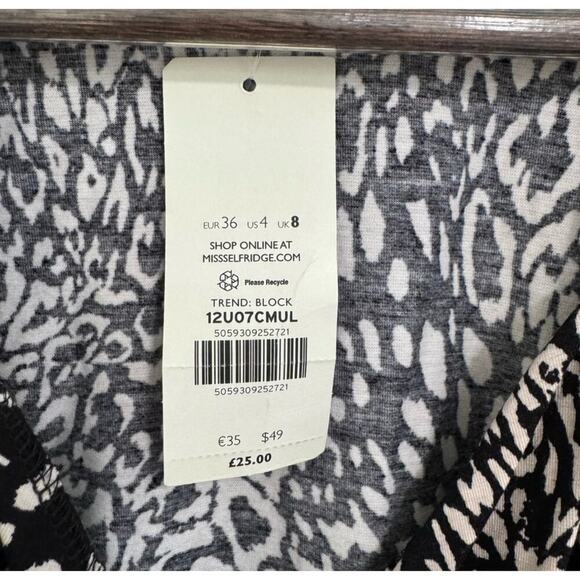 EUR 36 US 4 UK 8
SHOP ONLINE AT
MISSSELFRIDGE.COM
Please Recycle
TREND: BLOCK
12U07CMUL
5059309252721
5059309252721
€35 $49
£25.00